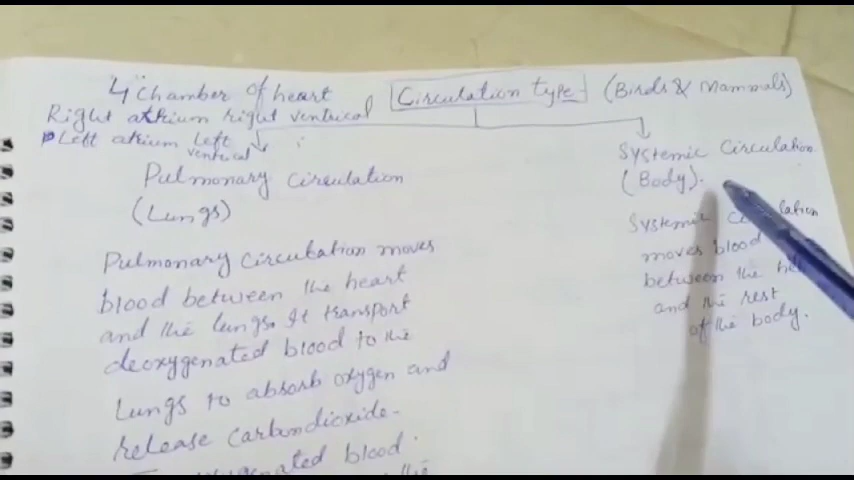 4 Chamber of heart
Right atrium right ventrical
Left atrium left
ventrical
Circulation type (Birds & Mammals)
Pulmonary circulation
(Lungs)
Pulmonary circulation moves
blood between the heart
and the lungs. It transport
deoxygenated blood to the
Lungs to absorb oxygen and
release carbondioxide.
blood.
the
Systemic Circulation
(Body).
Systemic
moves blood
between the
and the rest
of the body.